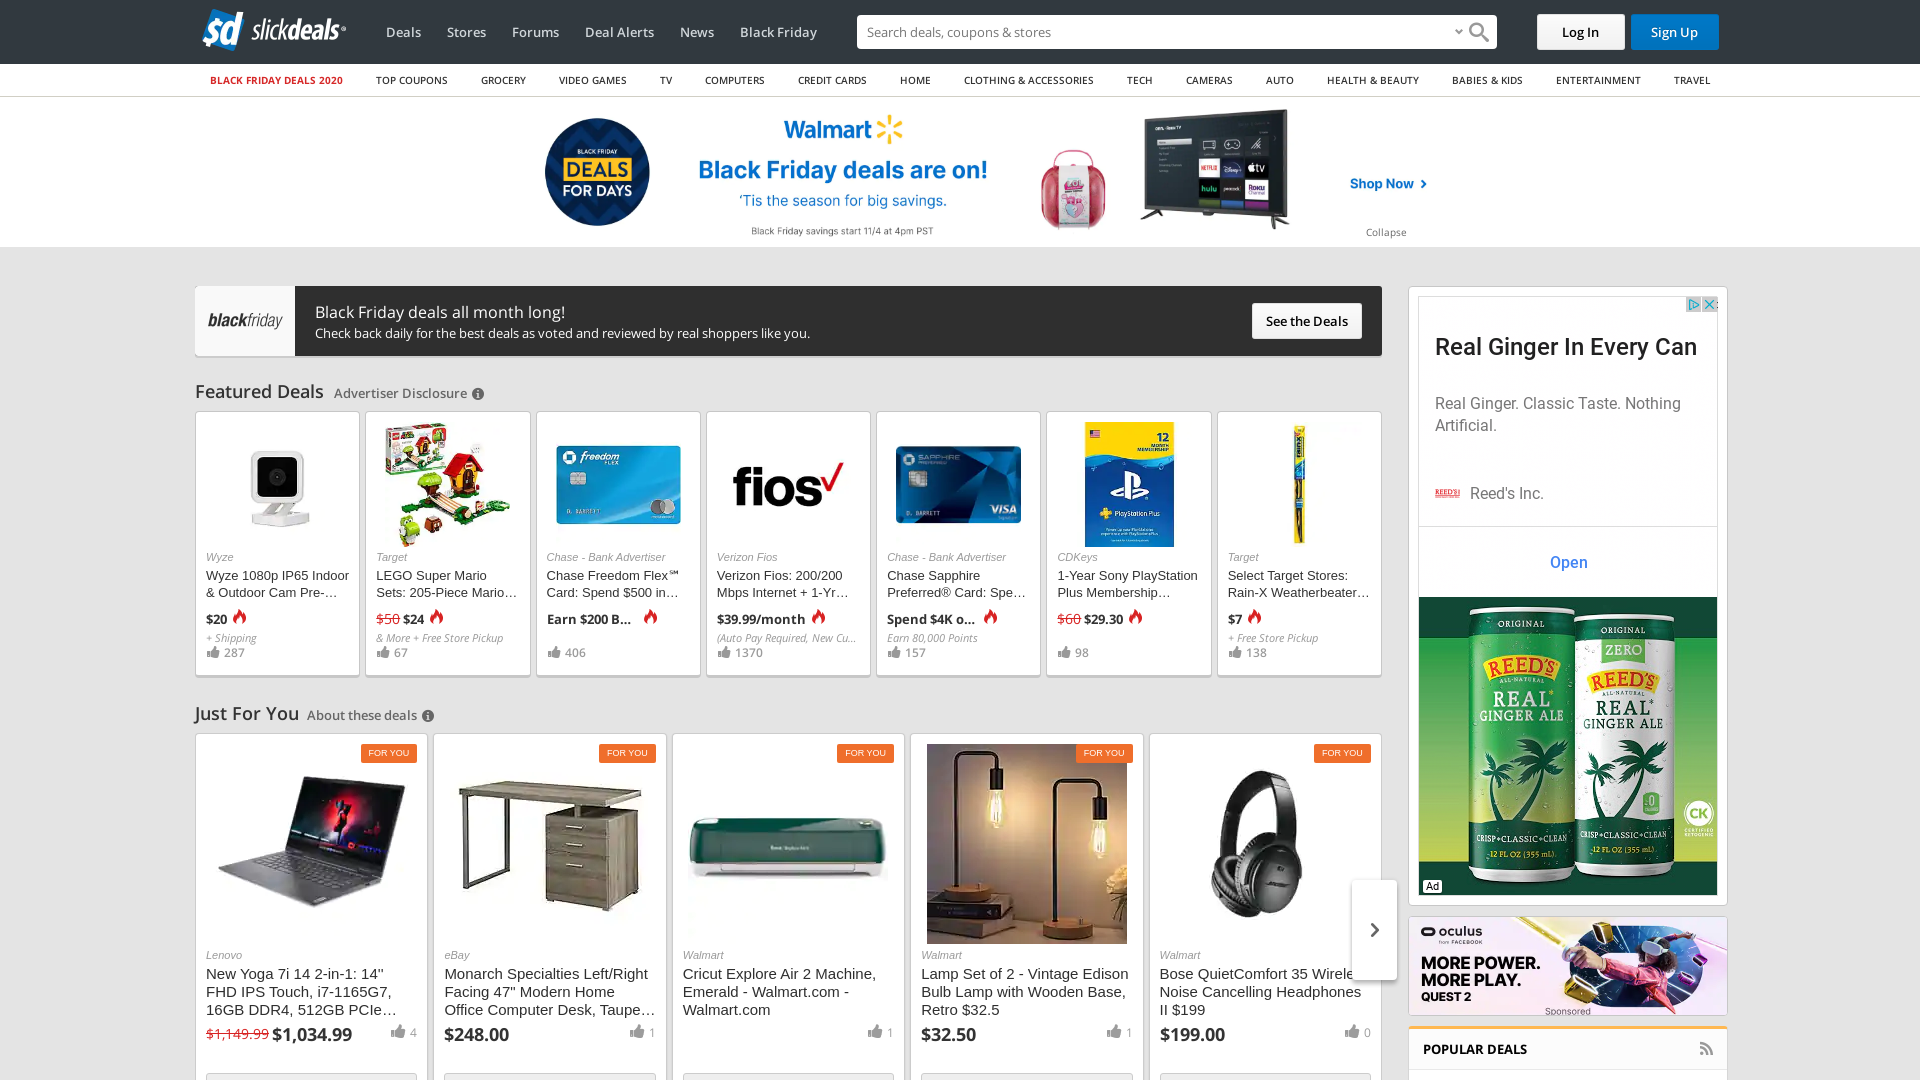 sd slickdeals
Deals
Stores
Forums
Deal Alerts
News
Black Friday
Search deals, coupons & stores
Log In
Sign Up
BLACK FRIDAY DEALS 2020
TOP COUPONS
GROCERY
VIDEO GAMES
TV
COMPUTERS
CREDIT CARDS
HOME
CLOTHING & ACCESSORIES
TECH
CAMERAS
AUTO
HEALTH & BEAUTY
BABIES & KIDS
ENTERTAINMENT
TRAVEL
BLACK FRIDAY
DEALS
FOR DAYS
Walmart
Black Friday deals are on!
'Tis the season for big savings.
Black Friday savings start 11/4 at 4pm PST
Shop Now
Collapse
blackfriday
Black Friday deals all month long!
Check back daily for the best deals as voted and reviewed by real shoppers like you.
See the Deals
Featured Deals
Advertiser Disclosure
Wyze
Wyze 1080p IP65 Indoor
& Outdoor Cam Pre-...
$20
+ Shipping
287
Target
LEGO Super Mario
Sets: 205-Piece Mario...
$50 $24
& More + Free Store Pickup
67
freedom
FLEX
D. BARRETT
Chase - Bank Advertiser
Chase Freedom Flex℠
Card: Spend $500 in...
Earn $200 B...
406
fios
Verizon Fios
Verizon Fios: 200/200
Mbps Internet + 1-Yr...
$39.99/month
(Auto Pay Required, New Cu...
1370
SAPPHIRE
PREFERRED
D. BARRETT
VISA
Chase - Bank Advertiser
Chase Sapphire
Preferred® Card: Spe...
Spend $4K o...
Earn 80,000 Points
157
12
MONTH
MEMBERSHIP
PlayStation Plus
CDKeys
1-Year Sony PlayStation
Plus Membership...
$60 $29.30
98
Target
Select Target Stores:
Rain-X Weatherbeater...
$7
+ Free Store Pickup
138
Just For You
About these deals
FOR YOU
Lenovo
New Yoga 7i 14 2-in-1: 14"
FHD IPS Touch, i7-1165G7,
16GB DDR4, 512GB PCIe...
$1,149.99 $1,034.99
4
FOR YOU
eBay
Monarch Specialties Left/Right
Facing 47" Modern Home
Office Computer Desk, Taupe...
$248.00
1
FOR YOU
Walmart
Cricut Explore Air 2 Machine,
Emerald - Walmart.com -
Walmart.com
1
FOR YOU
Walmart
Lamp Set of 2 - Vintage Edison
Bulb Lamp with Wooden Base,
Retro $32.5
$32.50
1
FOR YOU
Walmart
Bose QuietComfort 35 Wirele
Noise Cancelling Headphones
II $199
$199.00
0
Real Ginger In Every Can
Real Ginger. Classic Taste. Nothing
Artificial.
REED'S
Reed's Inc.
Open
ORIGINAL
REED'S
ALL-NATURAL
REAL*
GINGER ALE
CRISP+CLASSIC+CLEAN
12 FL OZ (355 mL)
ORIGINAL
ZERO
REED'S
ALL-NATURAL
REAL*
GINGER ALE
CRISP+CLASSIC+CLEAN
12 FL OZ (355 mL)
CK
CERTIFIED
KETOGENIC
Ad
oculus
from FACEBOOK
MORE POWER.
MORE PLAY.
QUEST 2
Sponsored
POPULAR DEALS